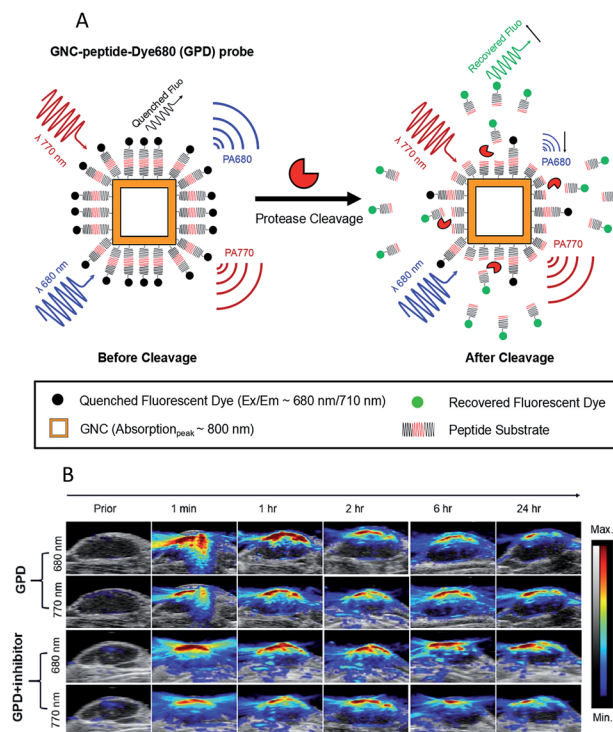 A
GNC-peptide-Dye680 (GPD) probe
Quenched Fluo
λ 770 nm
PA680
λ 680 nm
PA770
Before Cleavage
Protease Cleavage
Recovered Fluo
λ 770 nm
PA680
λ 680 nm
PA770
After Cleavage
Quenched Fluorescent Dye (Ex/Em ~ 680 nm/710 nm)
Recovered Fluorescent Dye
GNC (Absorptionpeak ~ 800 nm)
Peptide Substrate
B
Prior 1 min 1 hr 2 hr 6 hr 24 hr
GPD
680 nm
770 nm
GPD+inhibitor
680 nm
770 nm
Max.
Min.